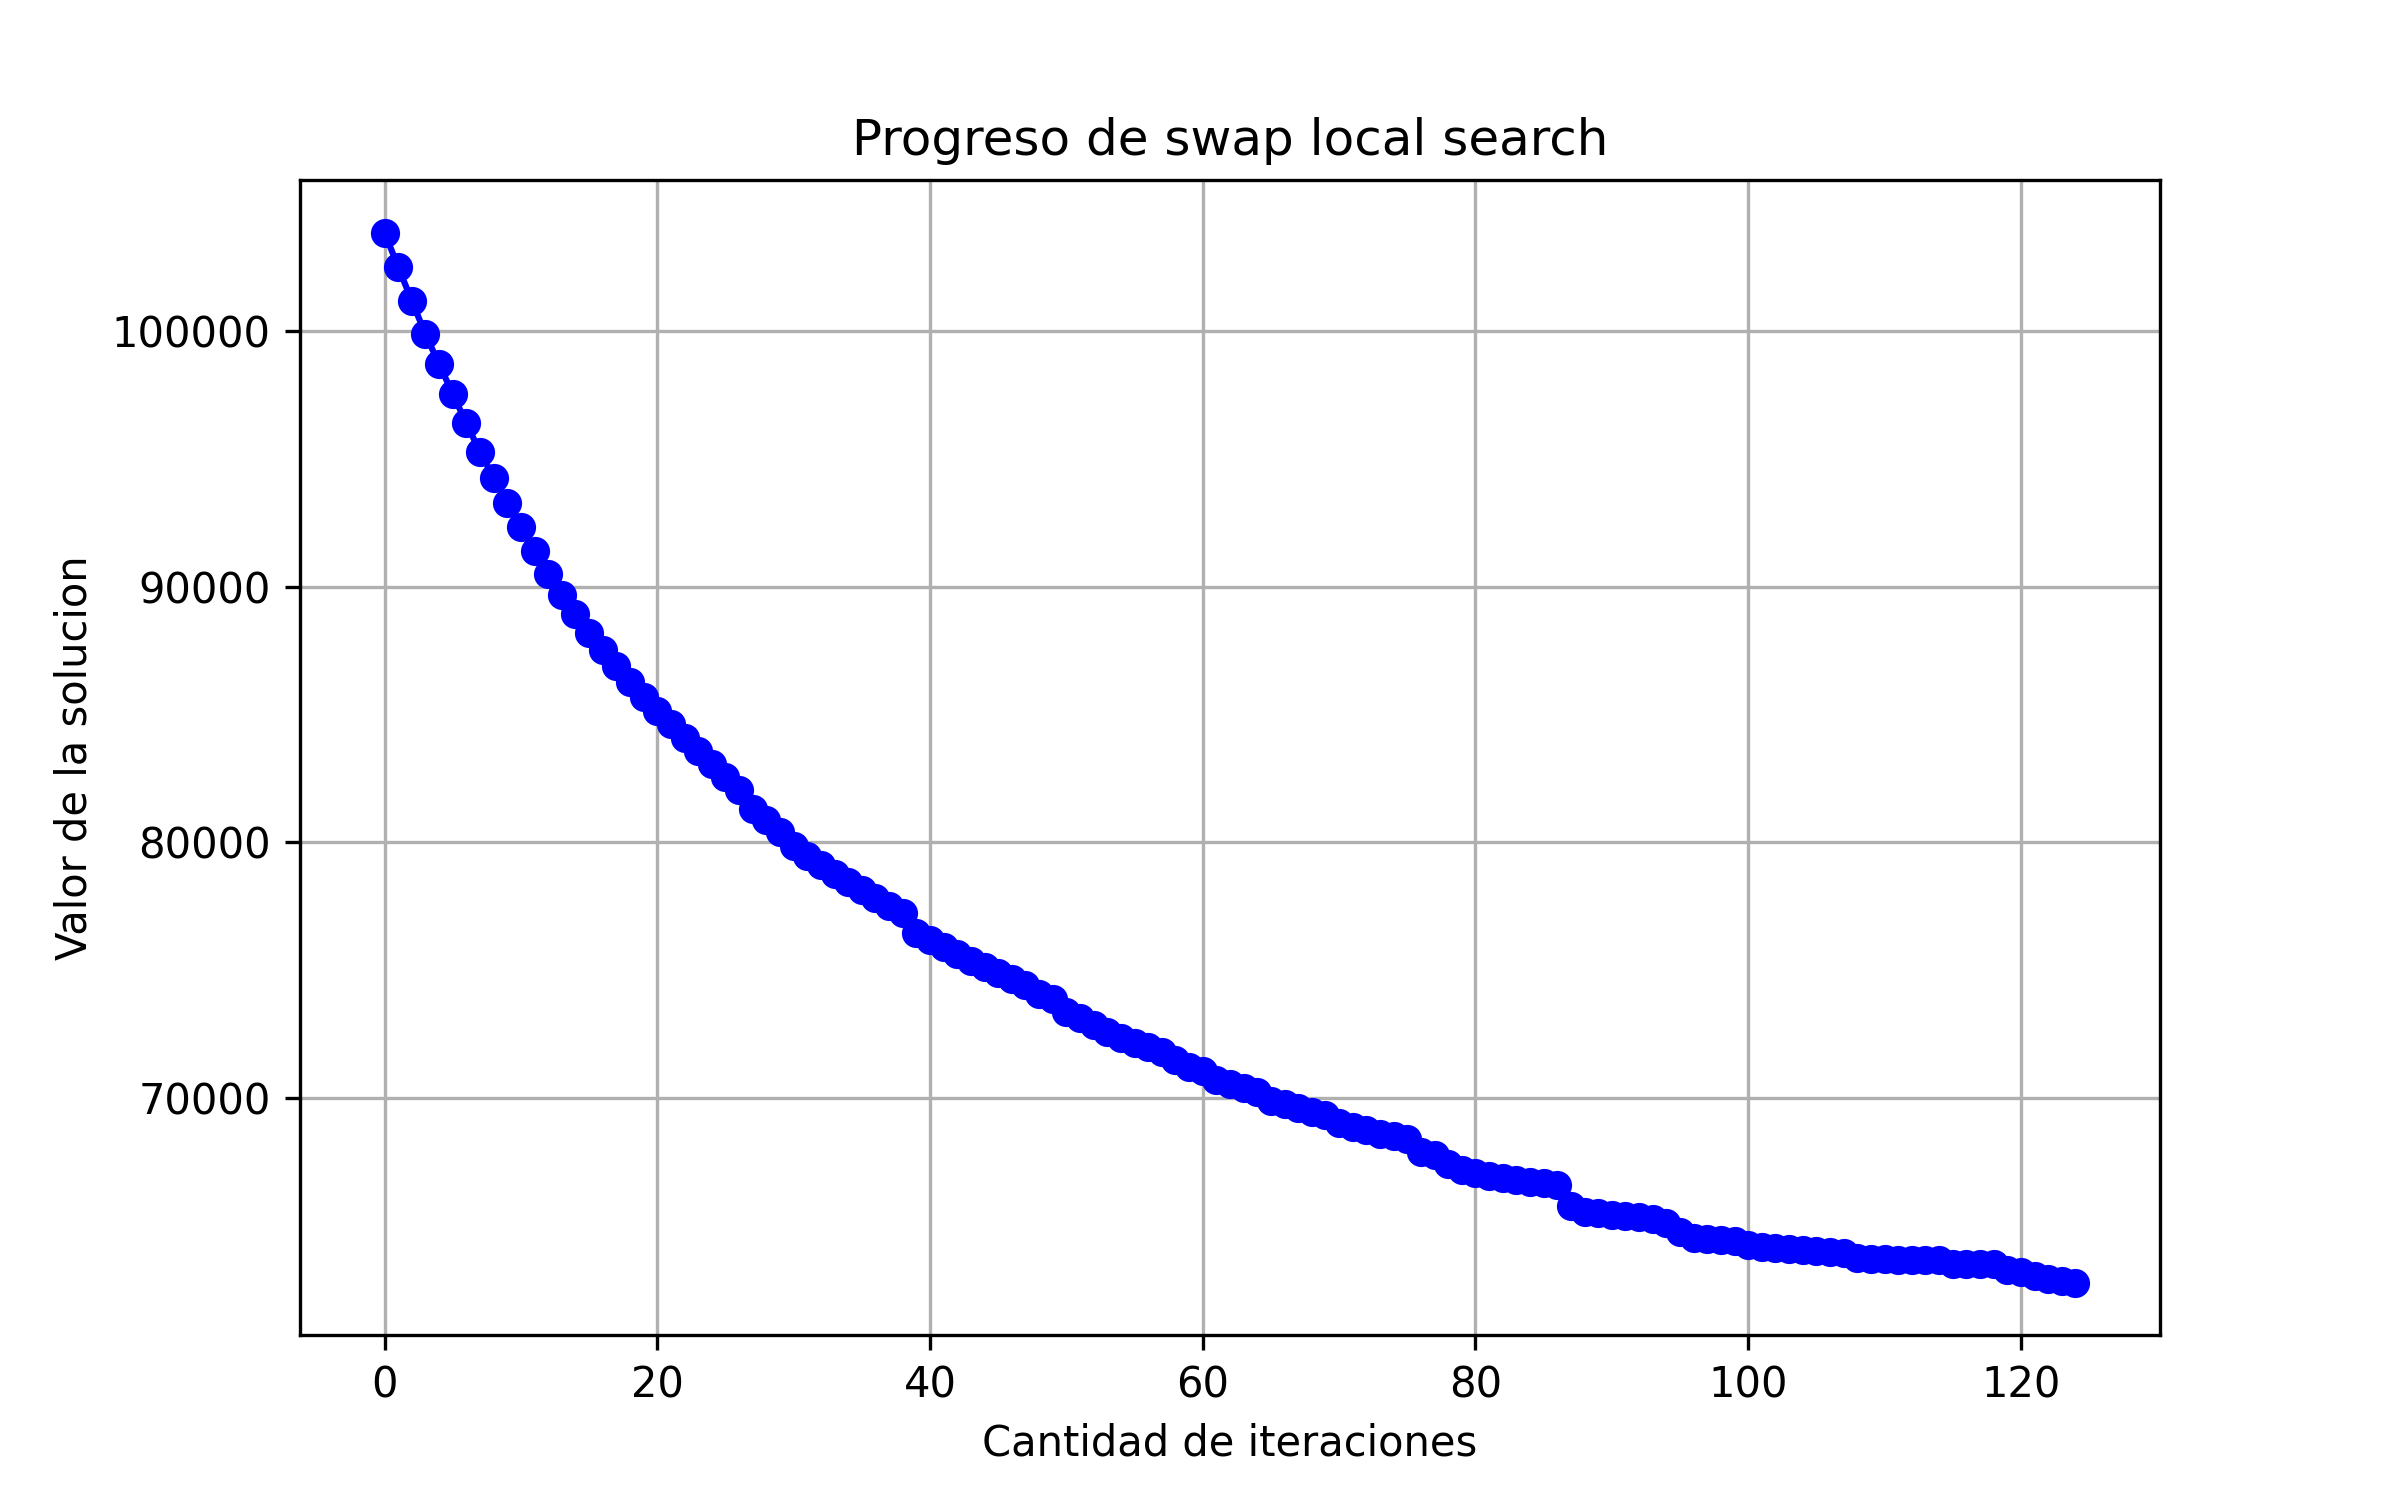 Progreso de swap local search
Valor de la solucion
100000
90000
80000
70000
0 20 40 60 80 100 120
Cantidad de iteraciones